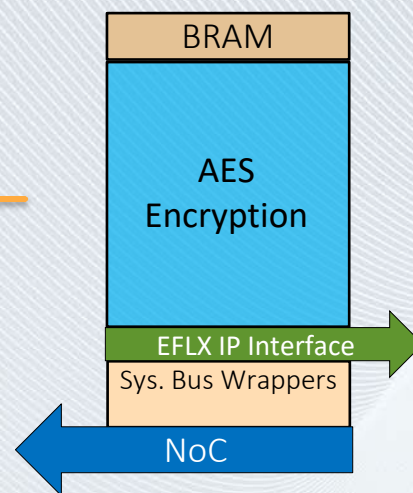 BRAM
AES
Encryption
EFLX IP Interface
Sys. Bus Wrappers
NoC